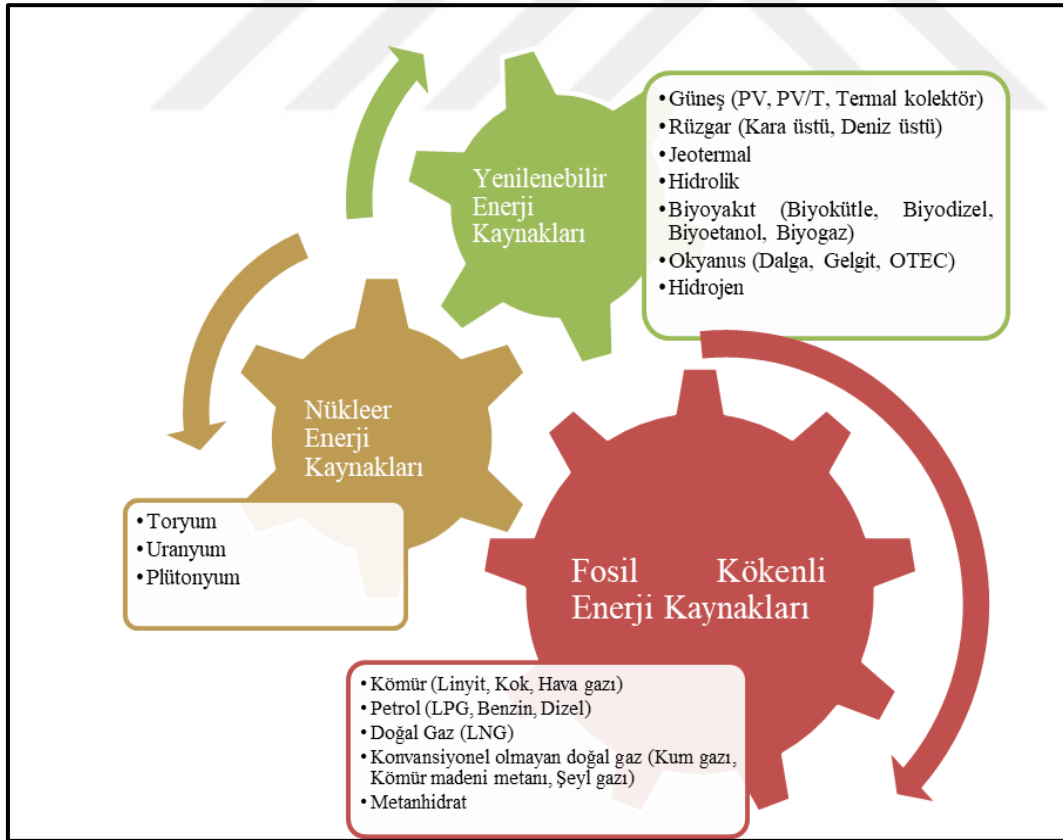 Yenilenebilir
Enerji
Kaynakları
• Güneş (PV, PV/T, Termal kolektör)
• Rüzgar (Kara üstü, Deniz üstü)
• Jeotermal
• Hidrolik
• Biyoyakıt (Biyokütle, Biyodizel,
Biyoetanol, Biyogaz)
• Okyanus (Dalga, Gelgit, OTEC)
• Hidrojen
Nükleer
Enerji
Kaynakları
• Toryum
• Uranyum
• Plütonyum
Fosil Kökenli
Enerji Kaynakları
• Kömür (Linyit, Kok, Hava gazı)
• Petrol (LPG, Benzin, Dizel)
• Doğal Gaz (LNG)
• Konvansiyonel olmayan doğal gaz (Kum gazı,
Kömür madeni metanı, Şeyl gazı)
• Metanhidrat